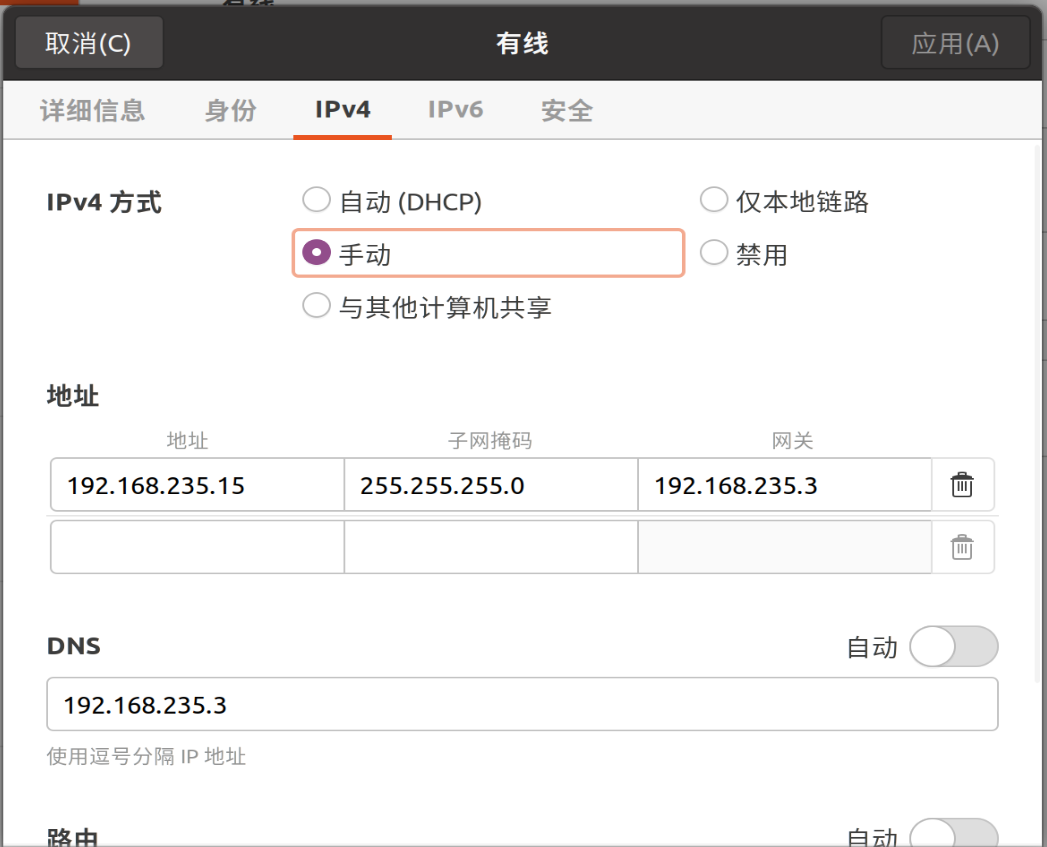 有线
取消(C) 有线 应用(A)
详细信息 身份 IPv4 IPv6 安全
IPv4 方式 自动 (DHCP) 仅本地链路
手动 禁用
与其他计算机共享
地址
地址 子网掩码 网关
192.168.235.15 255.255.255.0 192.168.235.3
DNS 自动
192.168.235.3
使用逗号分隔 IP 地址
路由 自动